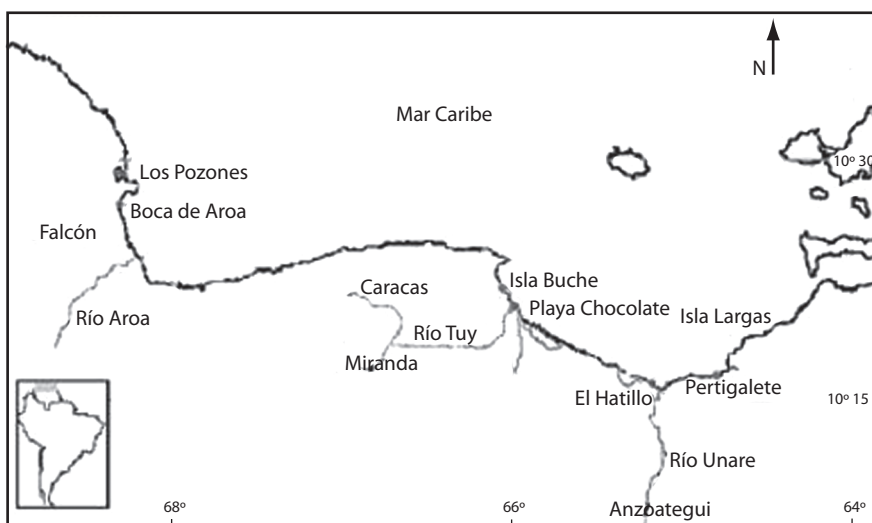 N
Mar Caribe
10º 30
Los Pozones
Boca de Aroa
Falcón
Isla Buche
Caracas
Playa Chocolate
Isla Largas
Río Aroa
Río Tuy
Miranda
Pertigalete
El Hatillo
10º 15
Río Unare
68º
66º
Anzoategui
64º